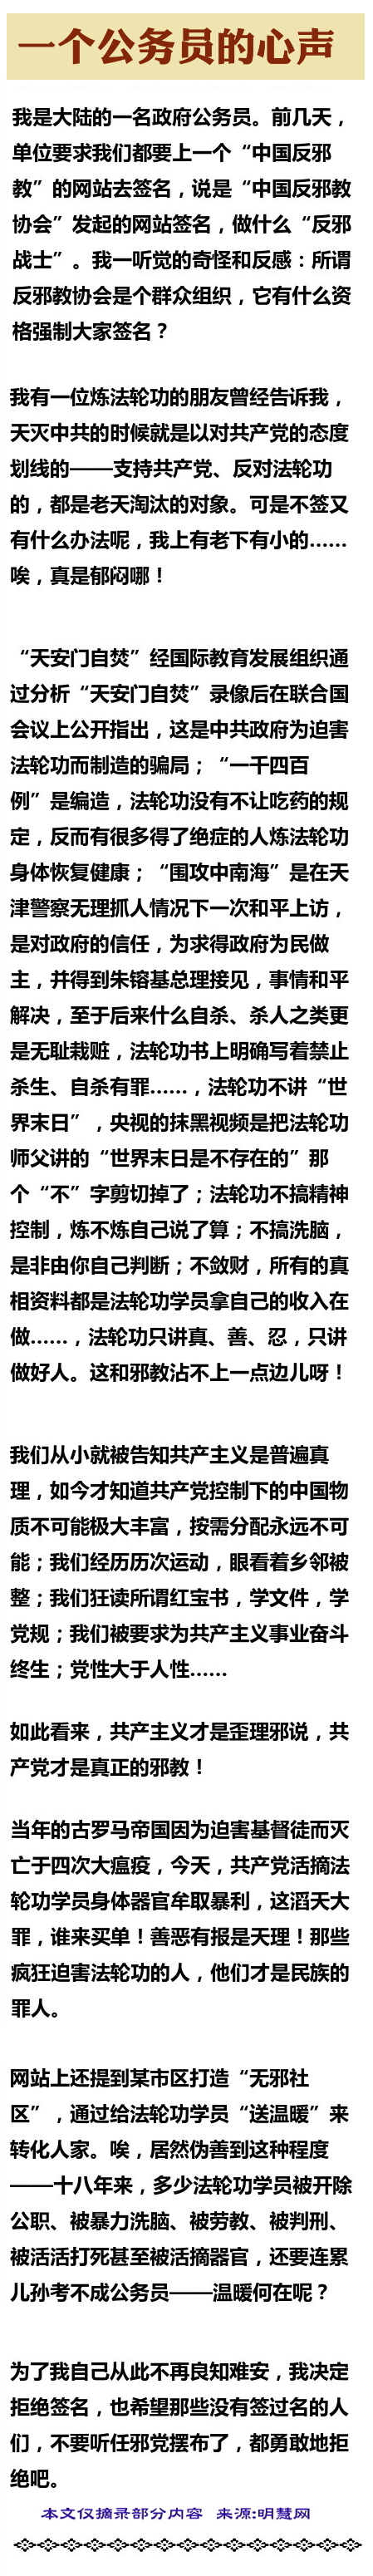 一个公务员的心声
我是大陆的一名政府公务员。前几天，
单位要求我们都要上一个“中国反邪
教”的网站去签名，说是“中国反邪教
协会”发起的网站签名，做什么“反邪
战士”。我一听觉的奇怪和反感：所谓
反邪教协会是个群众组织，它有什么资
格强制大家签名？
我有一位炼法轮功的朋友曾经告诉我，
天灭中共的时候就是以对共产党的态度
划线的——支持共产党、反对法轮功
的，都是老天淘汰的对象。可是不签又
有什么办法呢，我上有老下有小的……
唉，真是郁闷哪！
“天安门自焚”经国际教育发展组织通
过分析“天安门自焚”录像后在联合国
会议上公开指出，这是中共政府为迫害
法轮功而制造的骗局；“一千四百
例”是编造，法轮功没有不让吃药的规
定，反而有很多得了绝症的人炼法轮功
身体恢复健康；“围攻中南海”是在天
津警察无理抓人情况下一次和平上访，
是对政府的信任，为求得政府为民做
主，并得到朱镕基总理接见，事情和平
解决，至于后来什么自杀、杀人之类更
是无耻栽赃，法轮功书上明确写着禁止
杀生、自杀有罪……，法轮功不讲“世
界末日”，央视的抹黑视频是把法轮功
师父讲的“世界末日是不存在的”那
个“不”字剪切掉了；法轮功不搞精神
控制，炼不炼自己说了算；不搞洗脑，
是非由你自己判断；不敛财，所有的真
相资料都是法轮功学员拿自己的收入在
做……，法轮功只讲真、善、忍，只讲
做好人。这和邪教沾不上一点边儿呀！
我们从小就被告知共产主义是普遍真
理，如今才知道共产党控制下的中国物
质不可能极大丰富，按需分配永远不可
能；我们经历历次运动，眼看着乡邻被
整；我们狂读所谓红宝书，学文件，学
党规；我们被要求为共产主义事业奋斗
终生；党性大于人性……
如此看来，共产主义才是歪理邪说，共
产党才是真正的邪教！
当年的古罗马帝国因为迫害基督徒而灭
亡于四次大瘟疫，今天，共产党活摘法
轮功学员身体器官牟取暴利，这滔天大
罪，谁来买单！善恶有报是天理！那些
疯狂迫害法轮功的人，他们才是民族的
罪人。
网站上还提到某市区打造“无邪社
区”，通过给法轮功学员“送温暖”来
转化人家。唉，居然伪善到这种程度
——十八年来，多少法轮功学员被开除
公职、被暴力洗脑、被劳教、被判刑、
被活活打死甚至被活摘器官，还要连累
儿孙考不成公务员——温暖何在呢？
为了我自己从此不再良知难安，我决定
拒绝签名，也希望那些没有签过名的人
们，不要听任邪党摆布了，都勇敢地拒
绝吧。
本文仅摘录部分内容 来源:明慧网